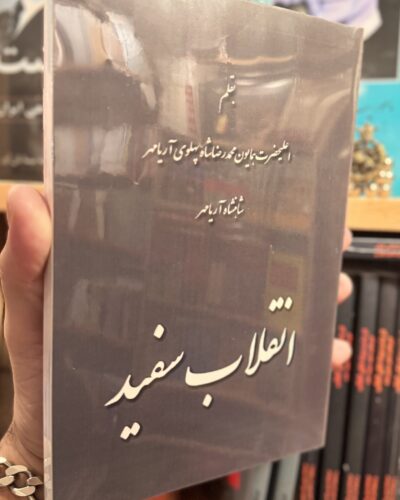 بقلم
اعلیحضرت همایون محمدرضا شاه پهلوی آریامهر
شاهنشاه آریامهر
انقلاب سفید